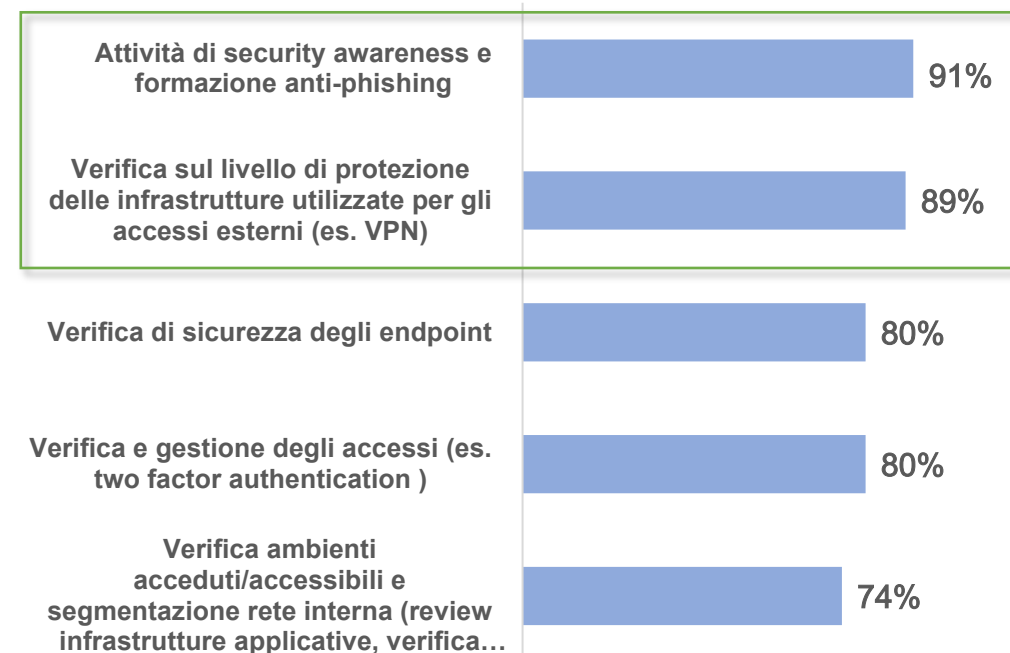 Attività di security awareness e
formazione anti-phishing
91%
Verifica sul livello di protezione
delle infrastrutture utilizzate per gli
accessi esterni (es. VPN)
89%
Verifica di sicurezza degli endpoint
80%
Verifica e gestione degli accessi (es.
two factor authentication )
80%
Verifica ambienti
acceduti/accessibili e
segmentazione rete interna (review
infrastrutture applicative, verifica…
74%